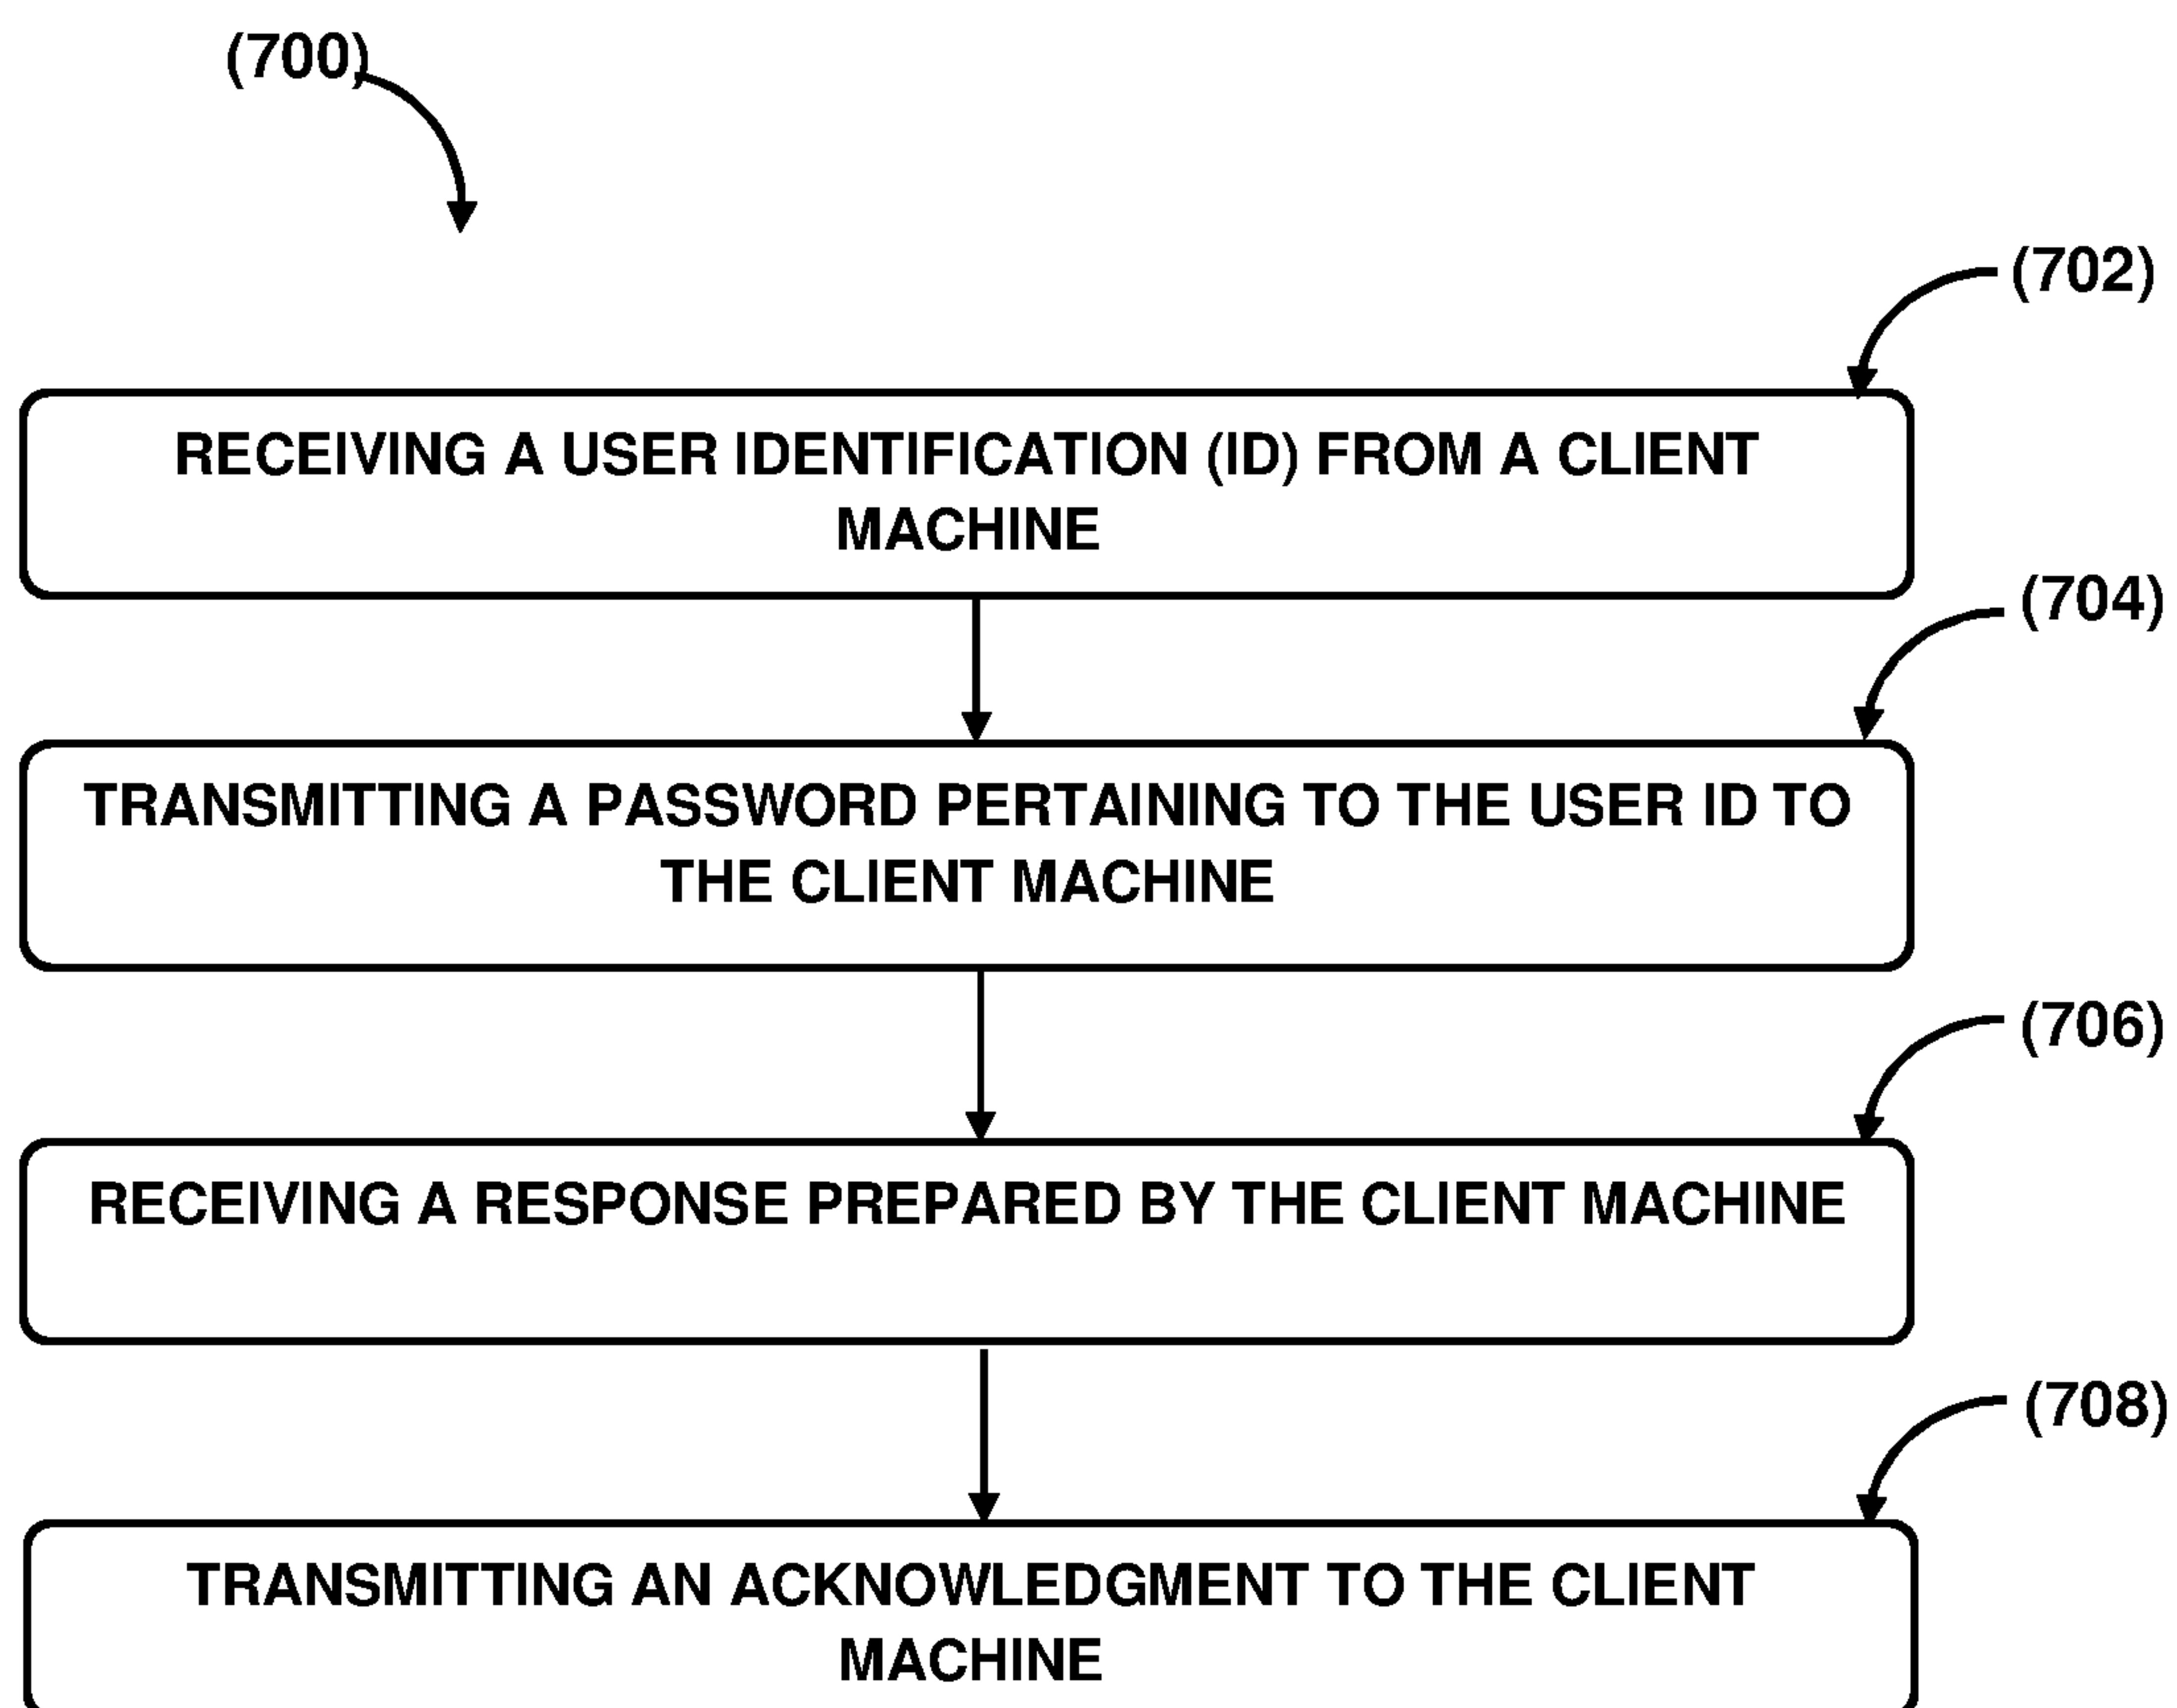 (700)
(702)
RECEIVING A USER IDENTIFICATION (ID) FROM A CLIENT
MACHINE
(704)
TRANSMITTING A PASSWORD PERTAINING TO THE USER ID TO
THE CLIENT MACHINE
(706)
RECEIVING A RESPONSE PREPARED BY THE CLIENT MACHINE
(708)
TRANSMITTING AN ACKNOWLEDGMENT TO THE CLIENT
MACHINE